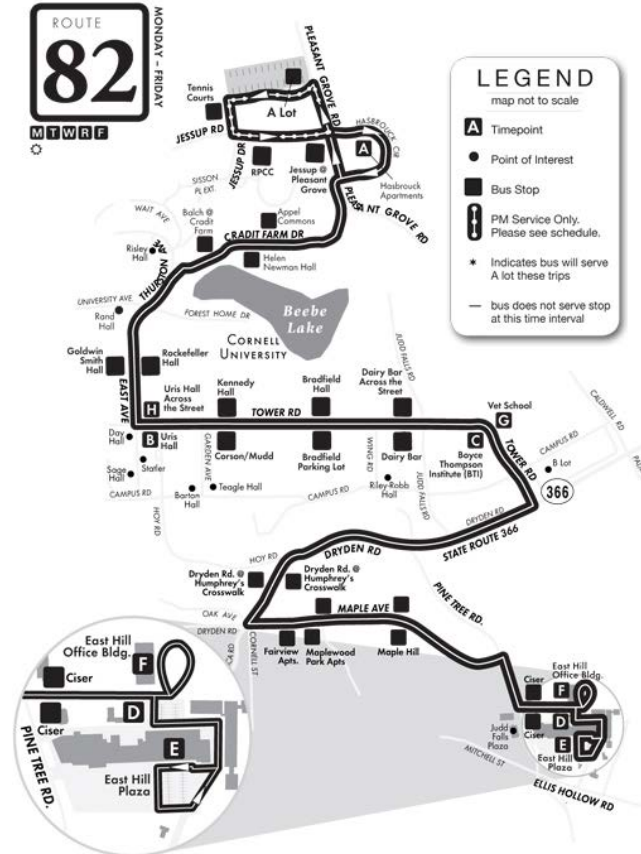 ROUTE
82
MONDAY – FRIDAY
M T W R F
LEGEND
map not to scale
A Timepoint
Point of Interest
Bus Stop
PM Service Only.
Please see schedule.
* Indicates bus will serve
A lot these trips
— bus does not serve stop
at this time interval
PLEASANT GROVE RD
Tennis
Courts
A Lot
JESSUP RD
HASBROUCK CIR
A
JESSUP DR
RPCC
Jessup @
Pleasant
Grove
Hasbrouck
Apartments
SISSON
PL EXT.
PLEASANT GROVE RD
WAIT AVE
Balch @
Cradit
Farm
Appel
Commons
CRADIT FARM DR
Risley
Hall
THURSTON AVE
Helen
Newman Hall
UNIVERSITY AVE
Rand
Hall
FOREST HOME DR
Beebe
Lake
CORNELL
UNIVERSITY
JUDD FALLS RD
Goldwin
Smith
Hall
Rockefeller
Hall
EAST AVE
H
Uris Hall
Across
the Street
Kennedy
Hall
Bradfield
Hall
Dairy Bar
Across the
Street
Vet School
G
CALDWELL RD
TOWER RD
Day
Hall
B
Uris
Hall
Statler
Sage
Hall
GARDEN AVE
Corson/Mudd
Bradfield
Parking Lot
WING RD
Dairy Bar
C
Boyce
Thompson
Institute (BTI)
TOWER RD
CAMPUS RD
B Lot
366
CAMPUS RD
HOY RD
Barton
Hall
Teagle Hall
CAMPUS RD
Riley-Robb
Hall
JUDD FALLS RD
DRYDEN RD
STATE ROUTE 366
DRYDEN RD
HOY RD
Dryden Rd. @
Humphrey's
Crosswalk
Dryden Rd. @
Humphrey's
Crosswalk
PINE TREE RD.
OAK AVE
MAPLE AVE
DRYDEN RD
CORNELL ST
Fairview
Apts.
Maplewood
Park Apts
Maple Hill
East Hill
Office Bldg.
F
Ciser
D
Ciser
E
East Hill
Plaza
PINE TREE RD.
East Hill
Office Bldg.
Ciser
F
D
Ciser
E
East Hill
Plaza
Judd
Falls
Plaza
MITCHELL ST
ELLIS HOLLOW RD